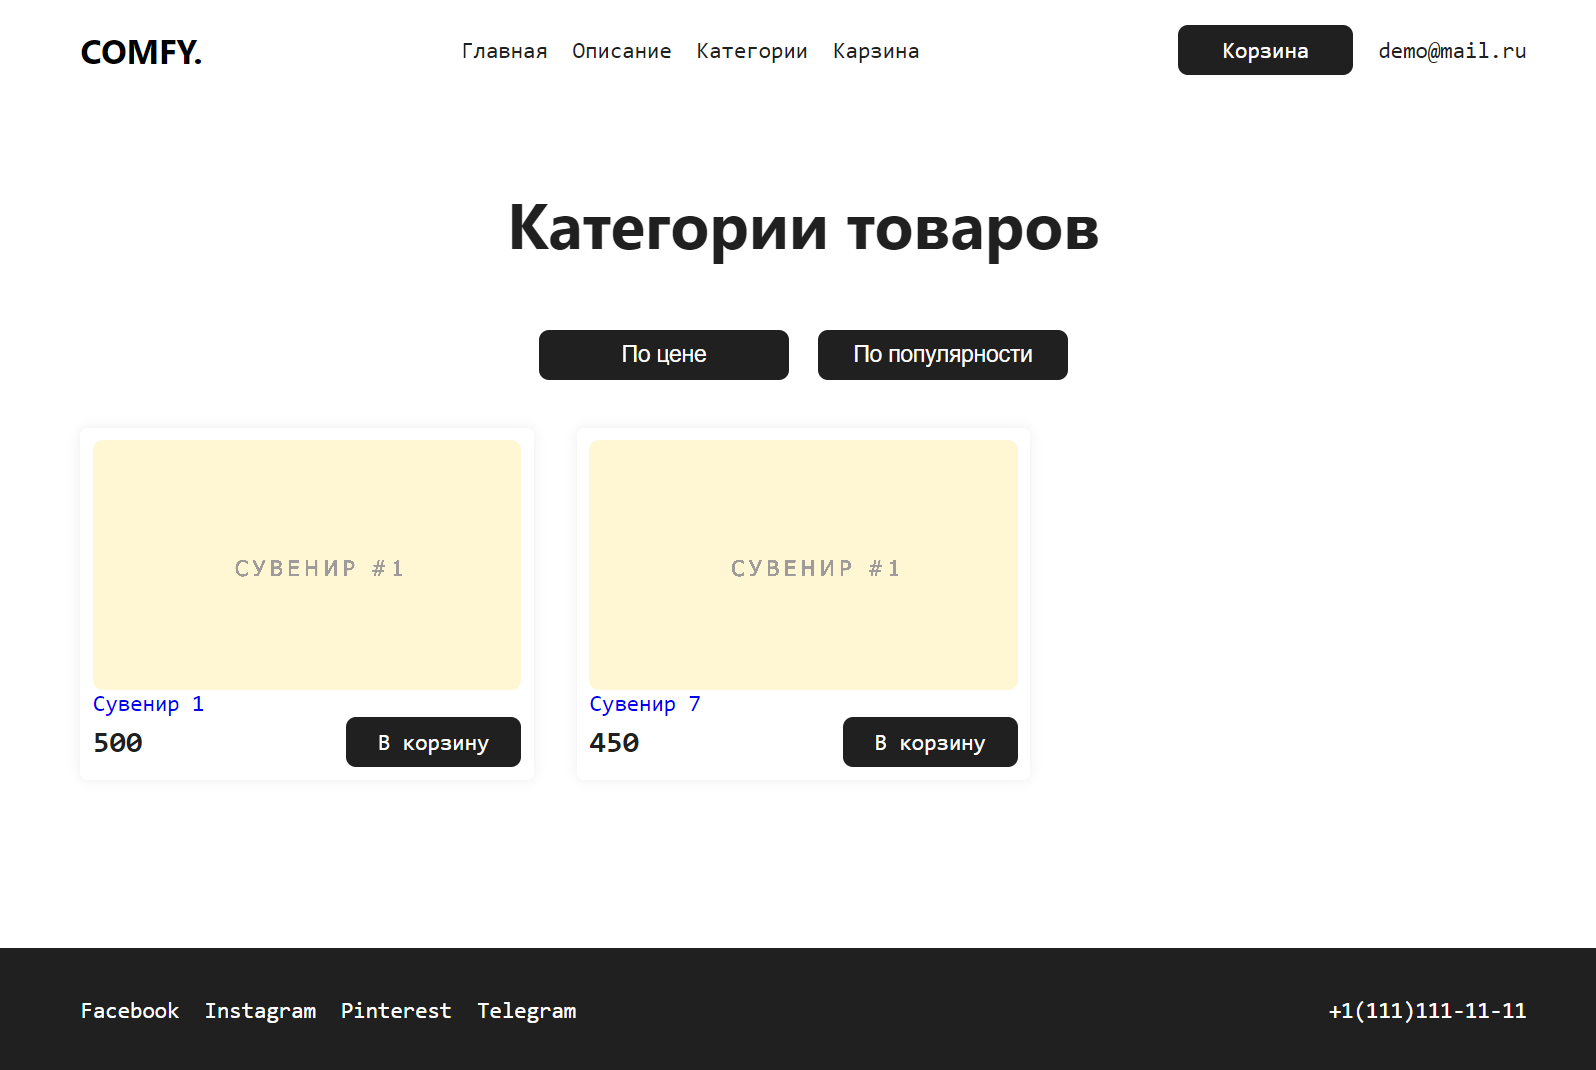 COMFY.
Главная Описание Категории Карзина
Корзина
demo@mail.ru
Категории товаров
По цене
По популярности
СУВЕНИР #1
Сувенир 1
500
В корзину
СУВЕНИР #1
Сувенир 7
450
В корзину
Facebook Instagram Pinterest Telegram
+1(111)111-11-11